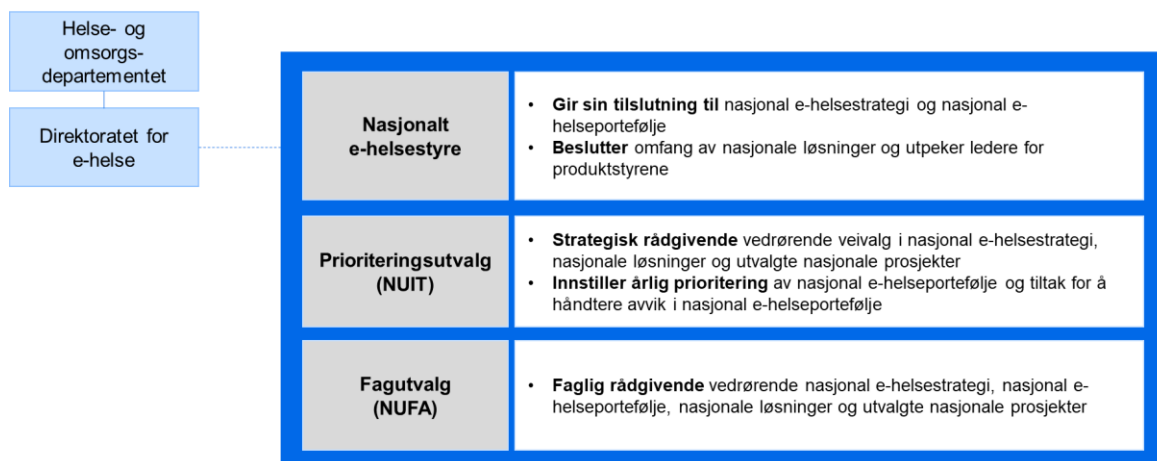 Helse- og
omsorgs-
departementet
Direktoratet for
e-helse
Nasjonalt
e-helsestyre
• Gir sin tilslutning til nasjonal e-helsestrategi og nasjonal e-
helseportefølje
• Beslutter omfang av nasjonale løsninger og utpeker ledere for
produktstyrene
Prioriteringsutvalg
(NUIT)
• Strategisk rådgivende vedrørende veivalg i nasjonal e-helsestrategi,
nasjonale løsninger og utvalgte nasjonale prosjekter
• Innstiller årlig prioritering av nasjonal e-helseportefølje og tiltak for å
håndtere avvik i nasjonal e-helseportefølje
Fagutvalg
(NUFA)
• Faglig rådgivende vedrørende nasjonal e-helsestrategi, nasjonal e-
helseportefølje, nasjonale løsninger og utvalgte nasjonale prosjekter